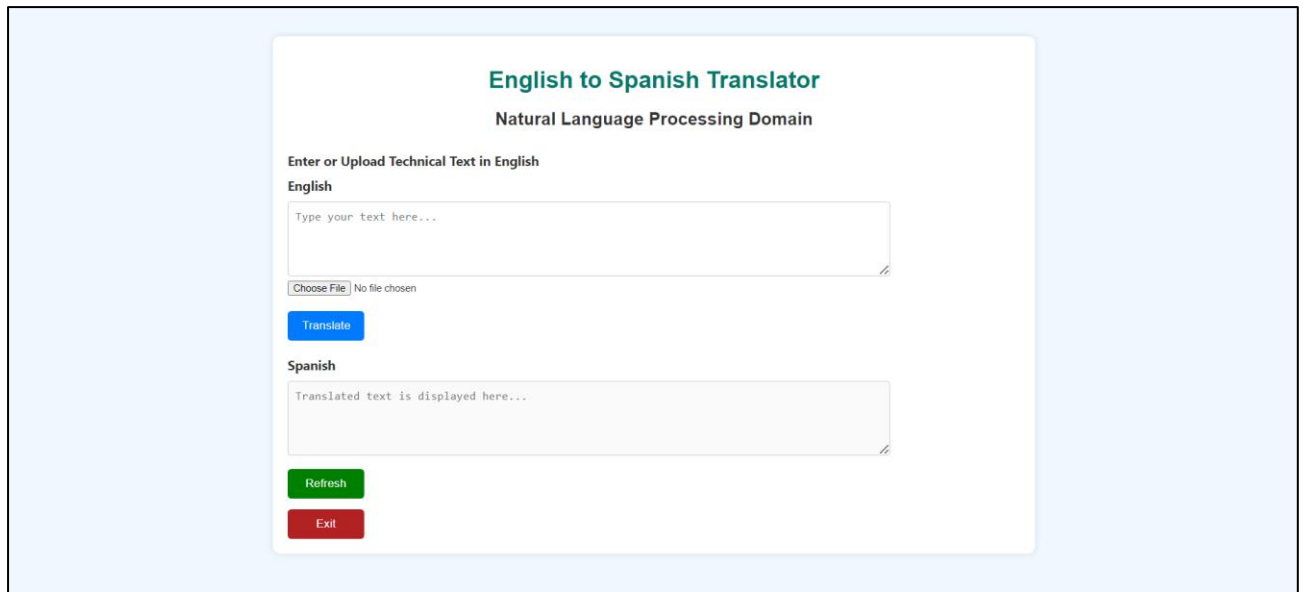 English to Spanish Translator
Natural Language Processing Domain
Enter or Upload Technical Text in English
English
Type your text here...
Choose File No file chosen
Translate
Spanish
Translated text is displayed here...
Refresh
Exit